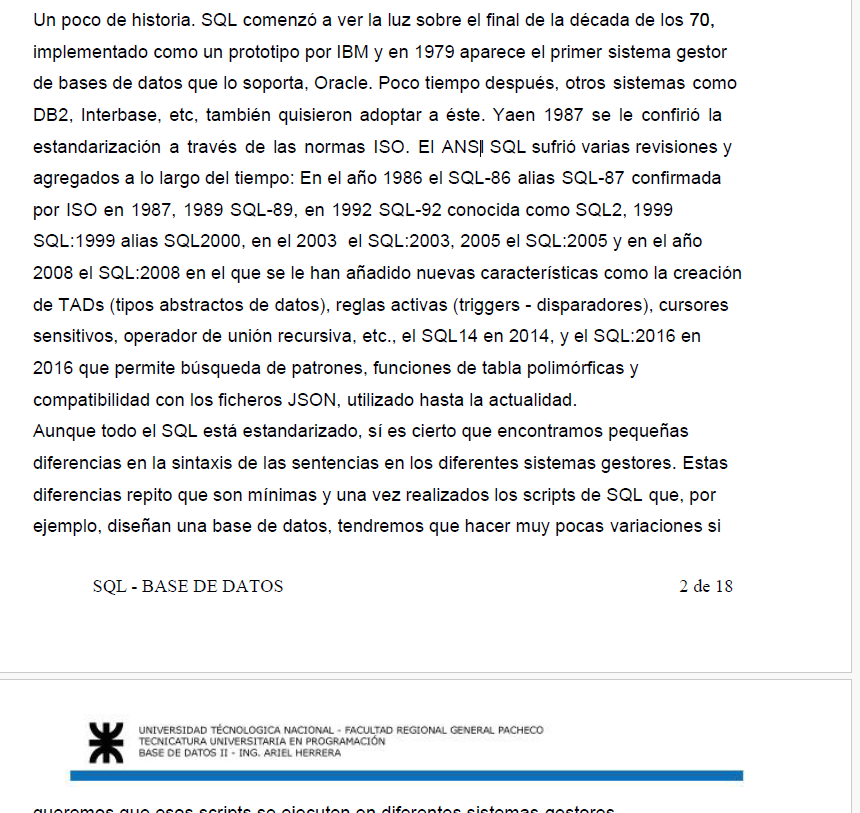 Un poco de historia. SQL comenzó a ver la luz sobre el final de la década de los 70,
implementado como un prototipo por IBM y en 1979 aparece el primer sistema gestor
de bases de datos que lo soporta, Oracle. Poco tiempo después, otros sistemas como
DB2, Interbase, etc, también quisieron adoptar a éste. Yaen 1987 se le confirió la
estandarización a través de las normas ISO. El ANSI SQL sufrió varias revisiones y
agregados a lo largo del tiempo: En el año 1986 el SQL-86 alias SQL-87 confirmada
por ISO en 1987, 1989 SQL-89, en 1992 SQL-92 conocida como SQL2, 1999
SQL:1999 alias SQL2000, en el 2003 el SQL:2003, 2005 el SQL:2005 y en el año
2008 el SQL:2008 en el que se le han añadido nuevas características como la creación
de TADs (tipos abstractos de datos), reglas activas (triggers - disparadores), cursores
sensitivos, operador de unión recursiva, etc., el SQL14 en 2014, y el SQL:2016 en
2016 que permite búsqueda de patrones, funciones de tabla polimórficas y
compatibilidad con los ficheros JSON, utilizado hasta la actualidad.
Aunque todo el SQL está estandarizado, sí es cierto que encontramos pequeñas
diferencias en la sintaxis de las sentencias en los diferentes sistemas gestores. Estas
diferencias repito que son mínimas y una vez realizados los scripts de SQL que, por
ejemplo, diseñan una base de datos, tendremos que hacer muy pocas variaciones si
SQL - BASE DE DATOS 2 de 18
UNIVERSIDAD TÉCNOLOGICA NACIONAL - FACULTAD REGIONAL GENERAL PACHECO
TECNICATURA UNIVERSITARIA EN PROGRAMACIÓN
BASE DE DATOS II - ING. ARIEL HERRERA
queremos que esos scripts se ejecuten en diferentes sistemas gestores.